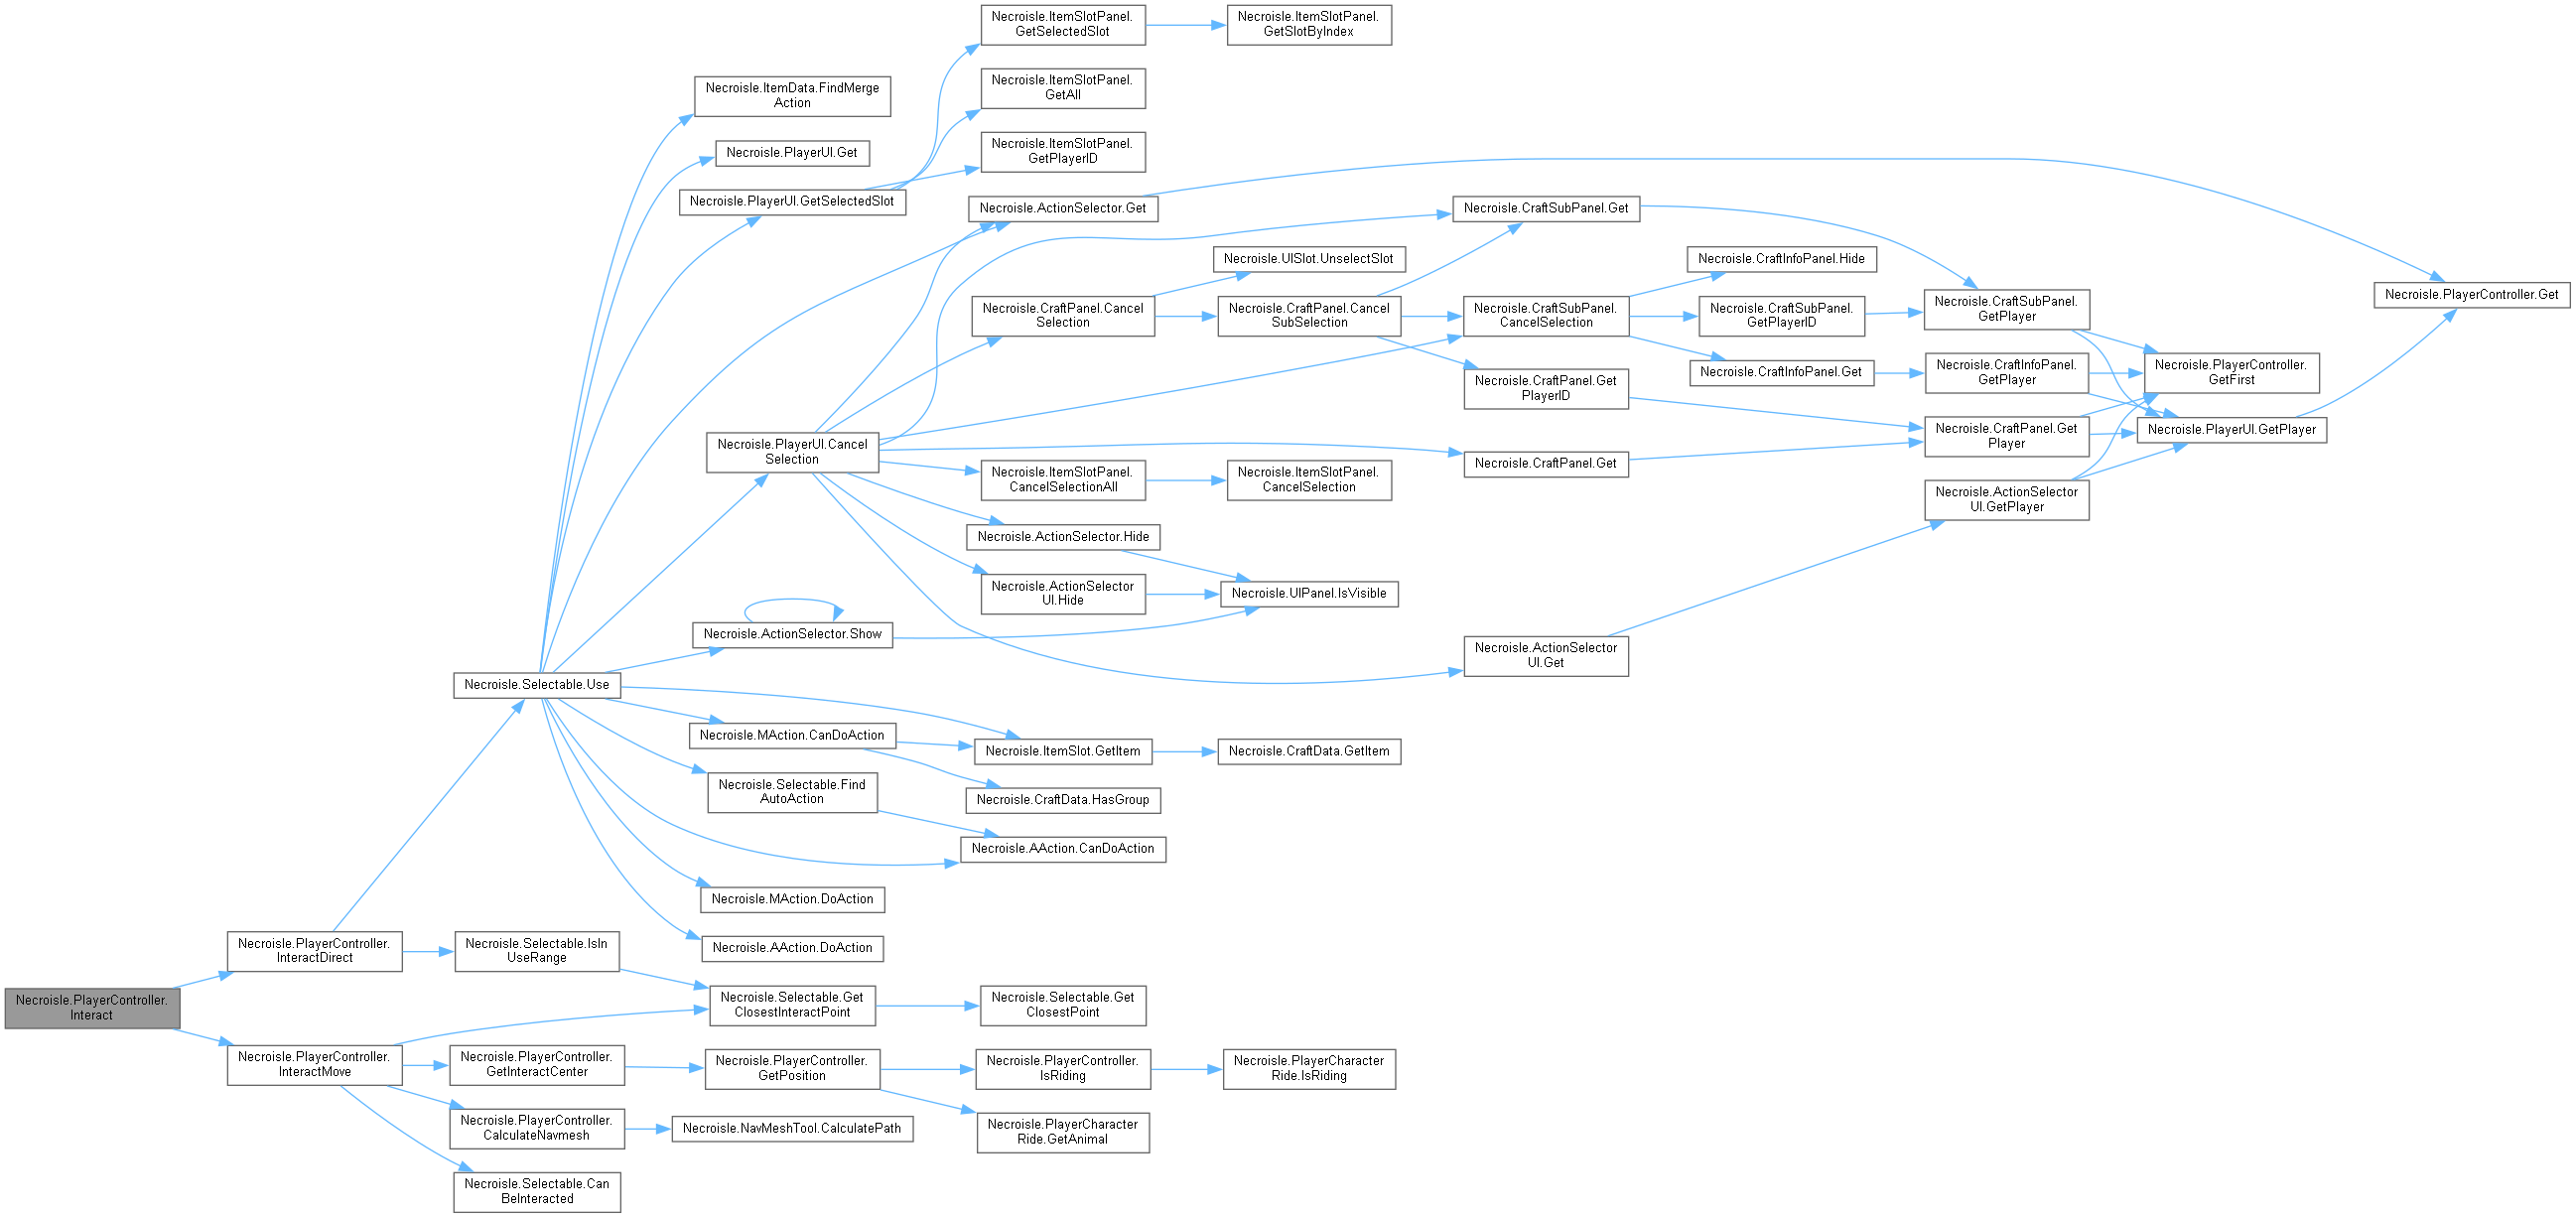 Necroisle.PlayerController.
Interact
Necroisle.PlayerController.
InteractDirect
Necroisle.PlayerController.
InteractMove
Necroisle.Selectable.Use
Necroisle.Selectable.IsIn
UseRange
Necroisle.PlayerController.
GetInteractCenter
Necroisle.PlayerController.
CalculateNavmesh
Necroisle.Selectable.Can
BeInteracted
Necroisle.ItemData.FindMerge
Action
Necroisle.PlayerUI.Get
Necroisle.PlayerUI.GetSelectedSlot
Necroisle.PlayerUI.Cancel
Selection
Necroisle.ActionSelector.Show
Necroisle.MAction.CanDoAction
Necroisle.Selectable.Find
AutoAction
Necroisle.MAction.DoAction
Necroisle.AAction.DoAction
Necroisle.Selectable.Get
ClosestInteractPoint
Necroisle.PlayerController.
GetPosition
Necroisle.NavMeshTool.CalculatePath
Necroisle.ItemSlotPanel.
GetSelectedSlot
Necroisle.ItemSlotPanel.
GetAll
Necroisle.ItemSlotPanel.
GetPlayerID
Necroisle.ActionSelector.Get
Necroisle.CraftPanel.Cancel
Selection
Necroisle.ItemSlotPanel.
CancelSelectionAll
Necroisle.ActionSelector.Hide
Necroisle.ActionSelector
UI.Hide
Necroisle.ItemSlot.GetItem
Necroisle.CraftData.HasGroup
Necroisle.AAction.CanDoAction
Necroisle.Selectable.Get
ClosestPoint
Necroisle.PlayerController.
IsRiding
Necroisle.PlayerCharacter
Ride.GetAnimal
Necroisle.ItemSlotPanel.
GetSlotByIndex
Necroisle.UISlot.UnselectSlot
Necroisle.CraftPanel.Cancel
SubSelection
Necroisle.ItemSlotPanel.
CancelSelection
Necroisle.UIPanel.IsVisible
Necroisle.CraftData.GetItem
Necroisle.PlayerCharacter
Ride.IsRiding
Necroisle.CraftSubPanel.Get
Necroisle.CraftSubPanel.
CancelSelection
Necroisle.CraftPanel.Get
PlayerID
Necroisle.CraftPanel.Get
Necroisle.ActionSelector
UI.Get
Necroisle.CraftInfoPanel.Hide
Necroisle.CraftSubPanel.
GetPlayerID
Necroisle.CraftInfoPanel.Get
Necroisle.CraftSubPanel.
GetPlayer
Necroisle.CraftInfoPanel.
GetPlayer
Necroisle.CraftPanel.Get
Player
Necroisle.ActionSelector
UI.GetPlayer
Necroisle.PlayerController.
GetFirst
Necroisle.PlayerUI.GetPlayer
Necroisle.PlayerController.Get